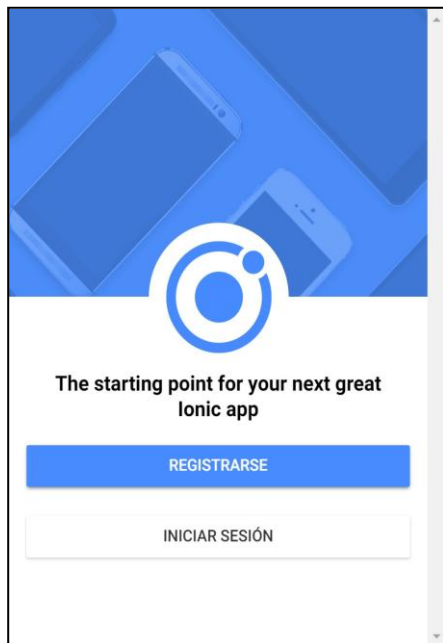 The starting point for your next great
Ionic app
REGISTRARSE
INICIAR SESIÓN